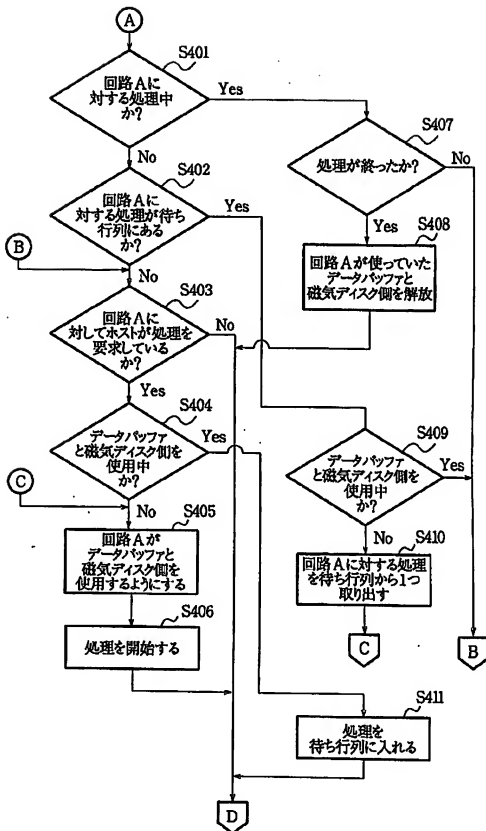 A
S401
回路Aに
対する処理中
か?
Yes
No
S402
回路Aに
対する処理が待ち
行列にある
か?
Yes
No
B
S403
回路Aに
対してホストが処理を
要求している
か?
No
Yes
S404
データバッファ
と磁気ディスク側を
使用中
か?
Yes
No
C
S405
回路Aが
データバッファと
磁気ディスク側を
使用するようにする
S406
処理を開始する
S407
処理が終ったか?
No
Yes
S408
回路Aが使っていた
データバッファと
磁気ディスク側を解放
S409
データバッファ
と磁気ディスク側を
使用中
か?
Yes
No
S410
回路Aに対する処理
を待ち行列から1つ
取り出す
C
B
S411
処理を
待ち行列に入れる
D